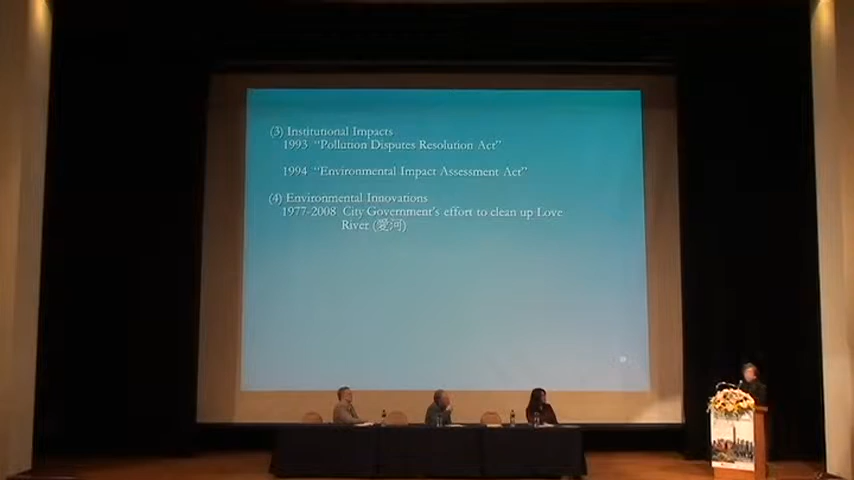 (3) Institutional Impacts
1993 “Pollution Disputes Resolution Act”
1994 “Environmental Impact Assessment Act”
(4) Environmental Innovations
1977-2008 City Government's effort to clean up Love
River (愛河)